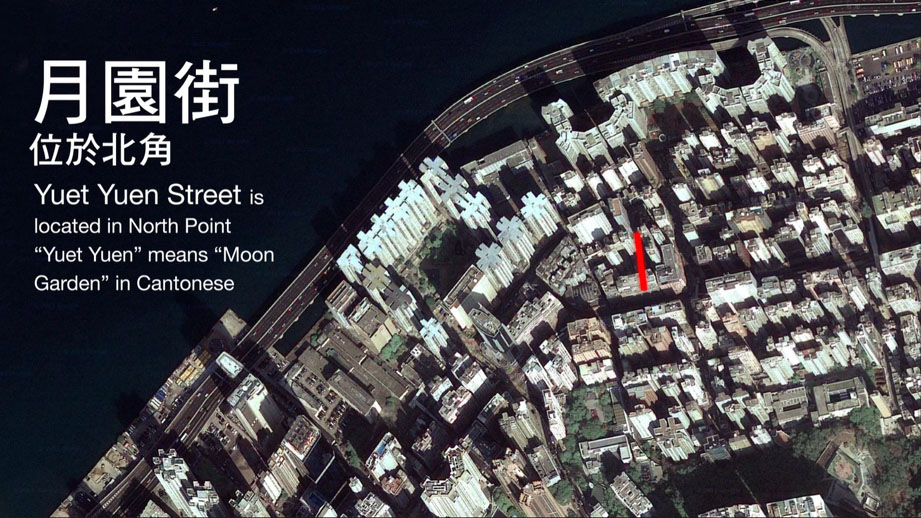 月園街
位於北角
Yuet Yuen Street is
located in North Point
“Yuet Yuen” means “Moon
Garden” in Cantonese